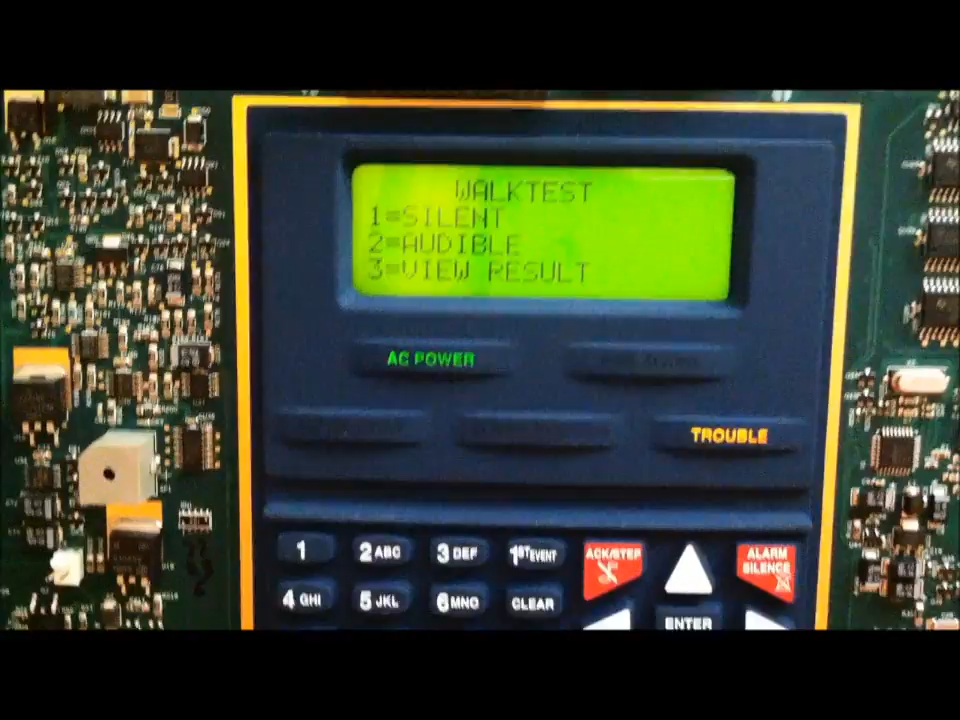 WALKTEST
1=SILENT
2=AUDIBLE
3=VIEW RESULT
AC POWER
TROUBLE
1 2 ABC 3 DEF 1ST EVENT
ACK/STEP
ALARM SILENCE
4 GHI 5 JKL 6 MNO CLEAR
ENTER